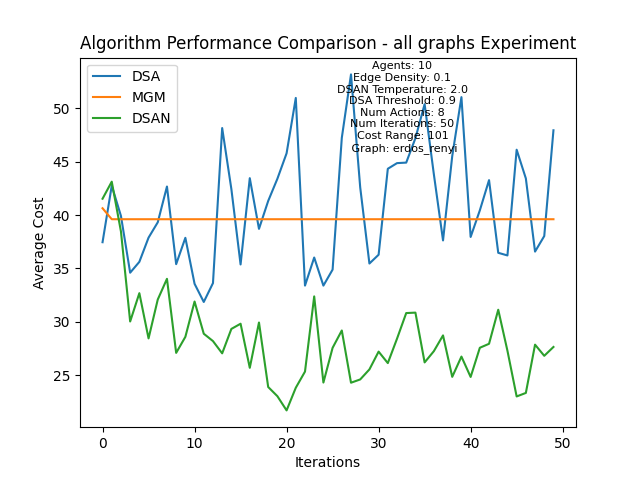 Algorithm Performance Comparison - all graphs Experiment
DSA
MGM
DSAN
Agents: 10
Edge Density: 0.1
DSAN Temperature: 2.0
DSA Threshold: 0.9
Num Actions: 8
Num Iterations: 50
Cost Range: 101
Graph: erdos_renyi
Average Cost
50
45
40
35
30
25
0 10 20 30 40 50
Iterations